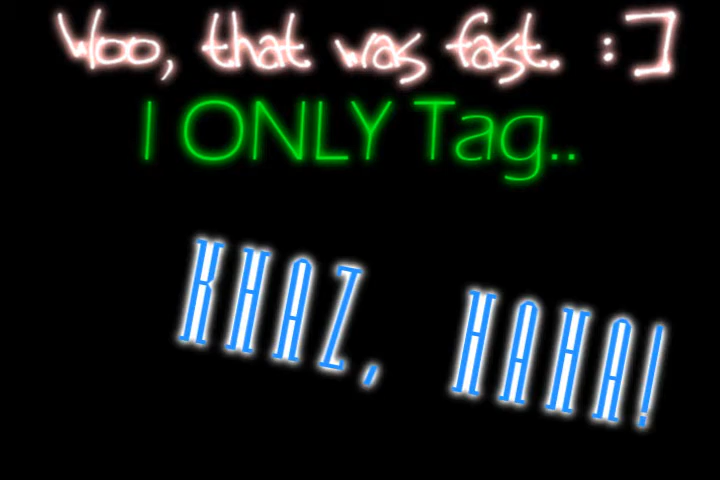 Woo, that was fast. :]
I ONLY Tag..
KHAZ, HAHA!